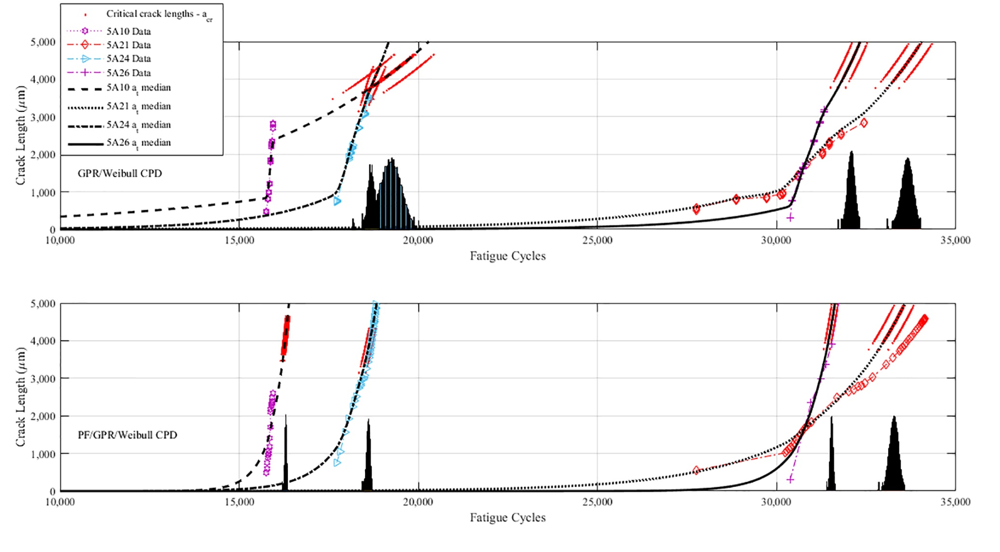 Critical crack lengths - a_cr
5A10 Data
5A21 Data
5A24 Data
5A26 Data
5A10 a_t median
5A21 a_t median
5A24 a_t median
5A26 a_t median
5,000
4,000
3,000
2,000
1,000
0
Crack Length (μm)
GPR/Weibull CPD
10,000 15,000 20,000 25,000 30,000 35,000
Fatigue Cycles
5,000
4,000
3,000
2,000
1,000
0
Crack Length (μm)
PF/GPR/Weibull CPD
10,000 15,000 20,000 25,000 30,000 35,000
Fatigue Cycles